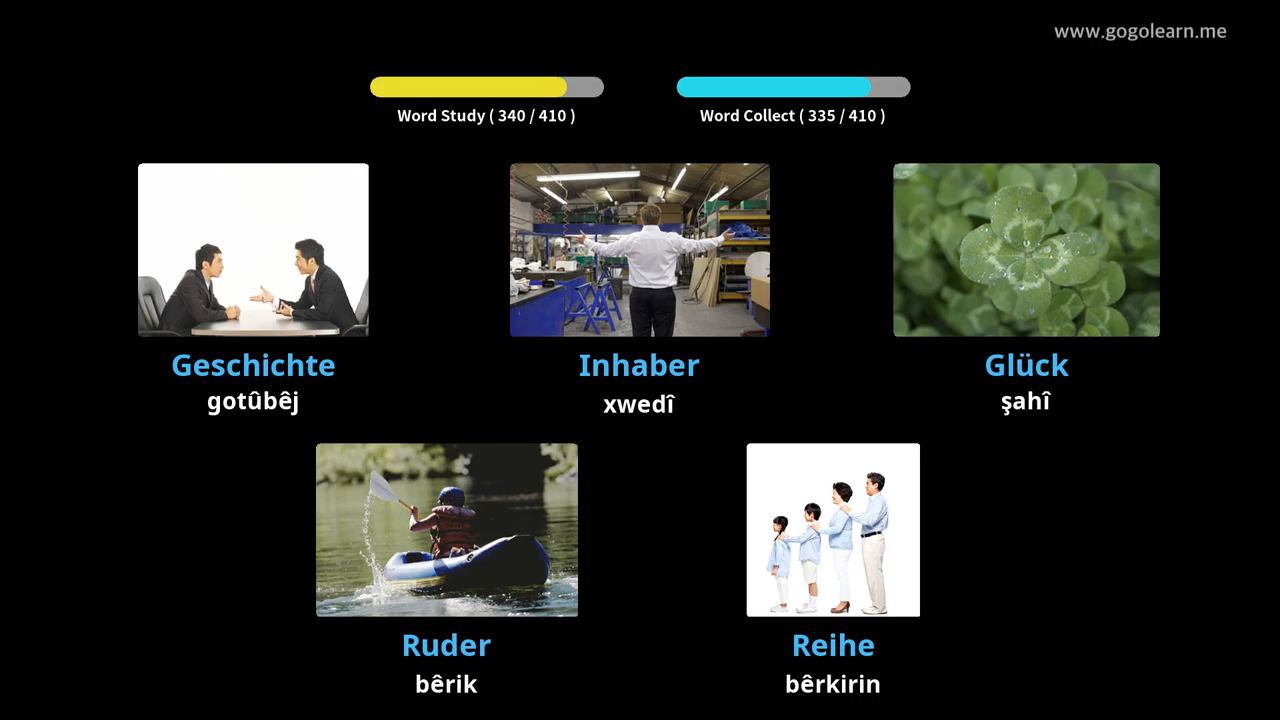 www.gogolearn.me
Word Study ( 340 / 410 )
Word Collect ( 335 / 410 )
Geschichte
gotûbêj
Inhaber
xwedî
Glück
şahî
Ruder
bêrik
Reihe
bêrkirin